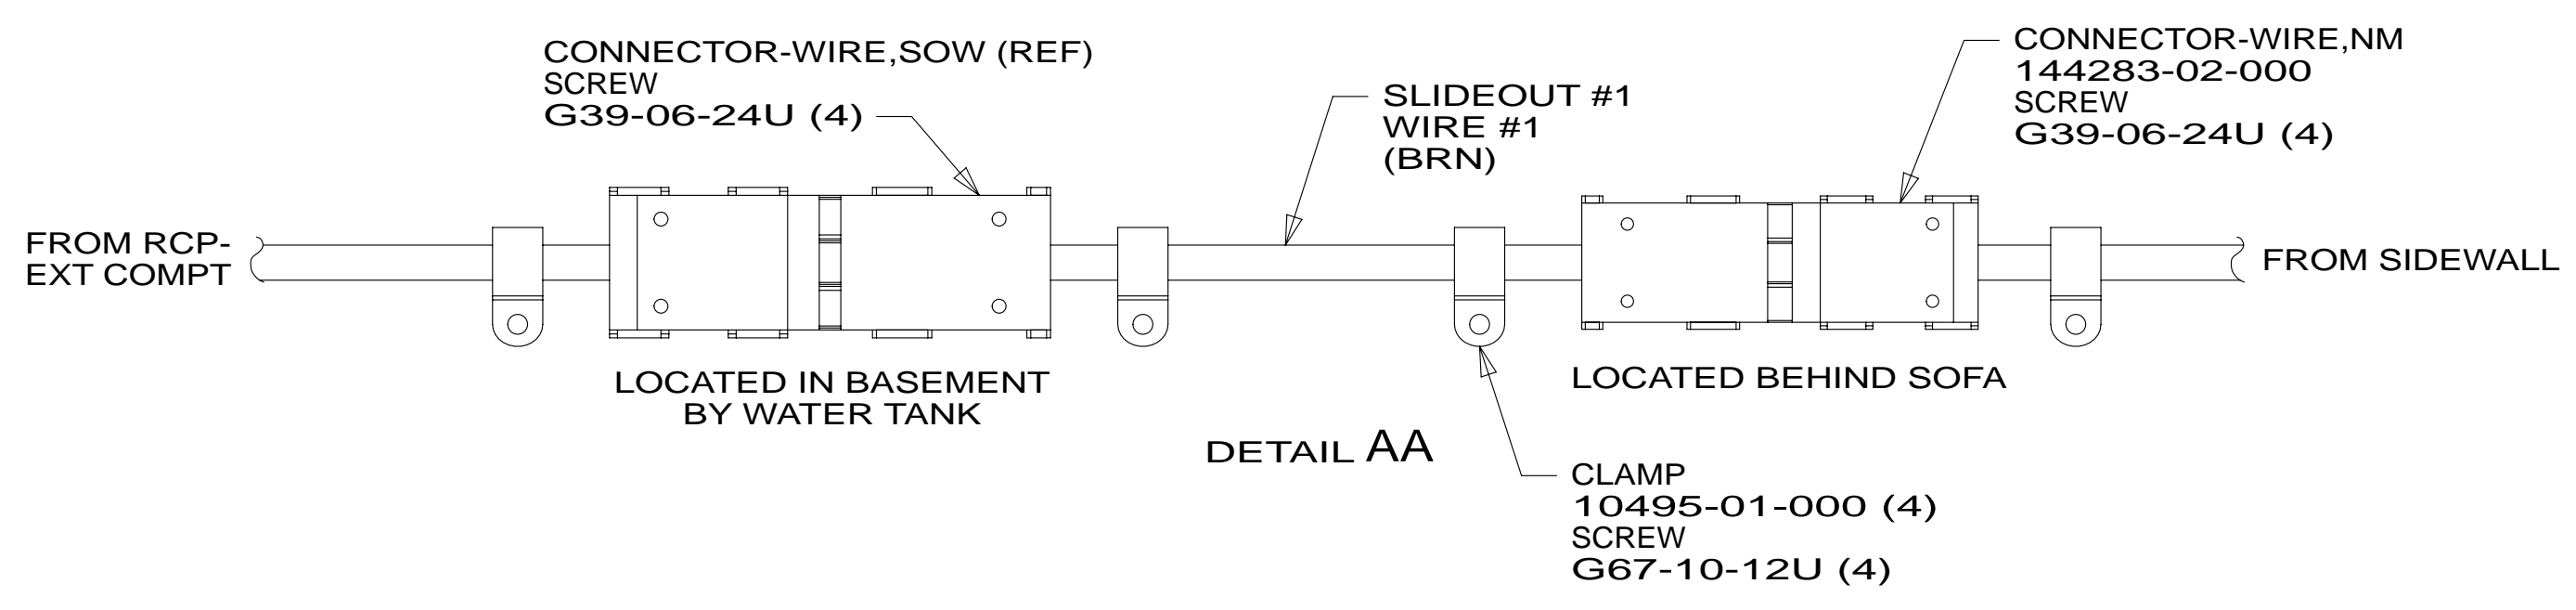 CONNECTOR-WIRE,SOW (REF)
SCREW
G39-06-24U (4)
SLIDEOUT #1
WIRE #1
(BRN)
CONNECTOR-WIRE,NM
144283-02-000
SCREW
G39-06-24U (4)
FROM RCP-
EXT COMPT
FROM SIDEWALL
LOCATED IN BASEMENT
BY WATER TANK
LOCATED BEHIND SOFA
DETAIL AA
CLAMP
10495-01-000 (4)
SCREW
G67-10-12U (4)